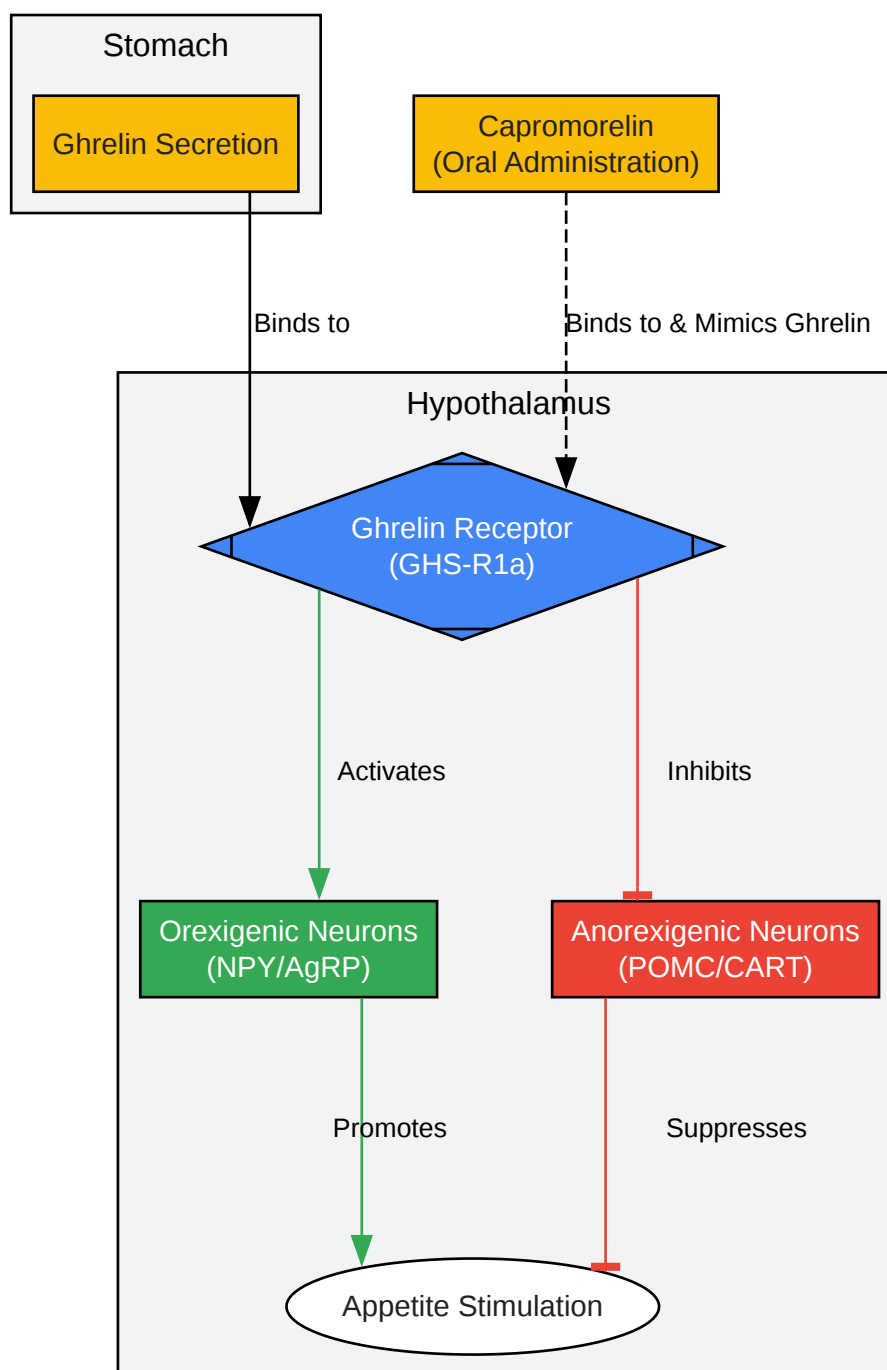 Stomach
Ghrelin Secretion
Capromorelin
(Oral Administration)
Binds to
Binds to & Mimics Ghrelin
Hypothalamus
Ghrelin Receptor
(GHS-R1a)
Activates
Inhibits
Orexigenic Neurons
(NPY/AgRP)
Anorexigenic Neurons
(POMC/CART)
Promotes
Suppresses
Appetite Stimulation